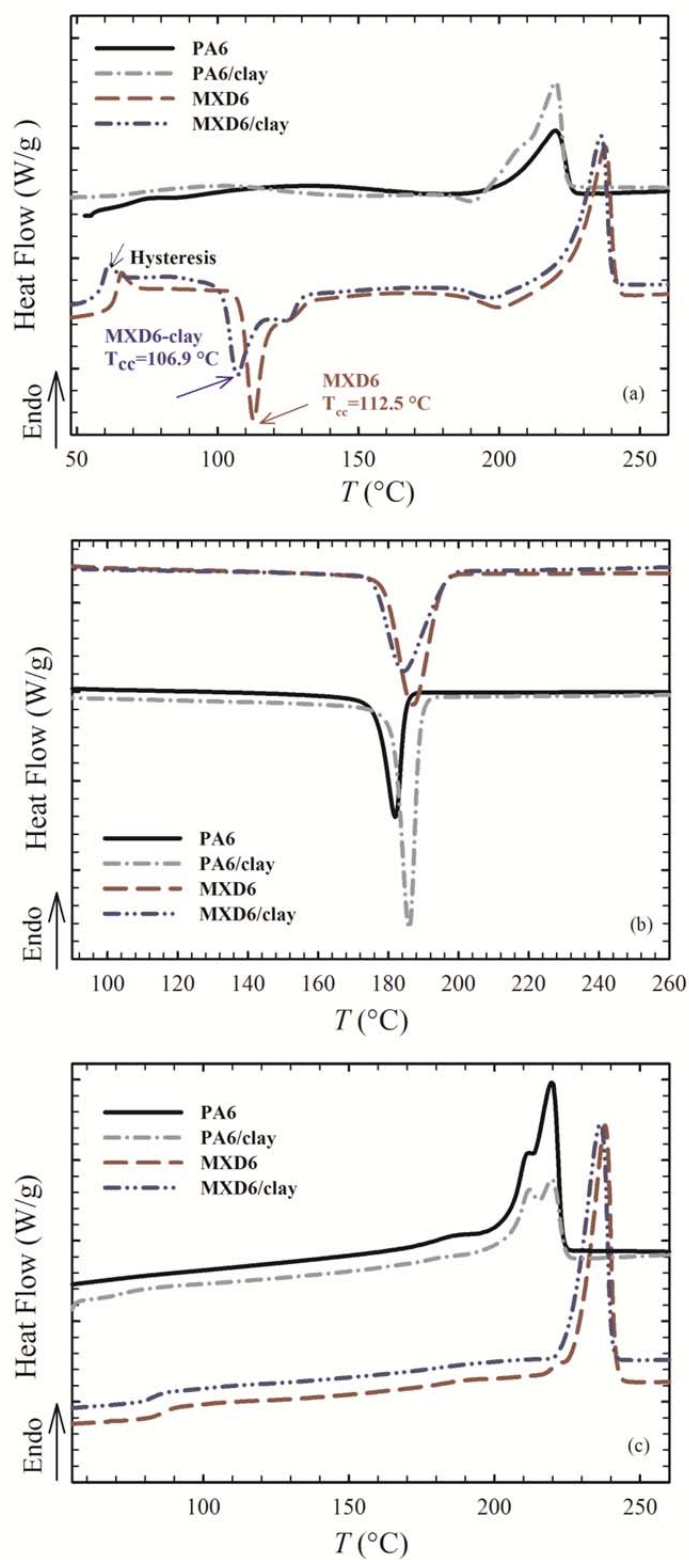 PA6
PA6/clay
MXD6
MXD6/clay
Hysteresis
MXD6-clay
Tcc=106.9 °C
MXD6
Tcc=112.5 °C
(a)
Heat Flow (W/g)
Endo
50 100 150 200 250
T (°C)
PA6
PA6/clay
MXD6
MXD6/clay
(b)
Heat Flow (W/g)
Endo
100 120 140 160 180 200 220 240 260
T (°C)
PA6
PA6/clay
MXD6
MXD6/clay
(c)
Heat Flow (W/g)
Endo
100 150 200 250
T (°C)